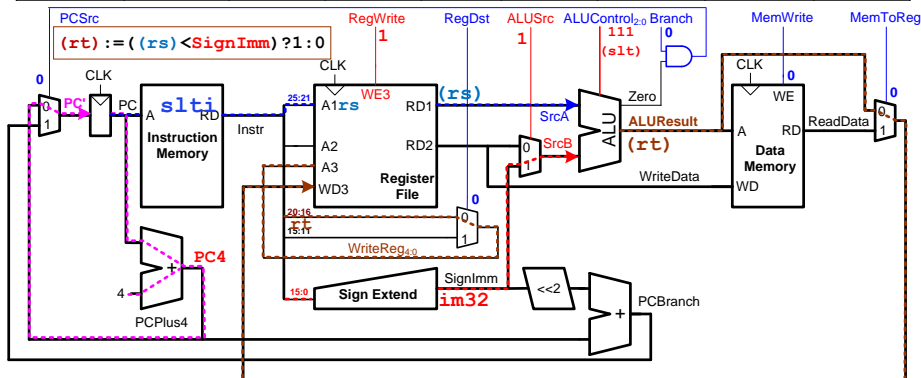 PCSrc
RegWrite
RegDst
ALUSrc
ALUControl2:0
Branch
MemWrite
MemToReg
(rt):=((rs)<SignImm)?1:0
1
1
111
(slt)
0
0
CLK
CLK
CLK
0
0
0
1
PC'
PC
A
slti
RD
Instruction
Memory
Instr
25:21
A1
rs
WE3
RD1
(rs)
SrcA
Zero
ALU
ALUResult
(rt)
A2
RD2
A3
WD3
Register
File
0
1
SrcB
WE
A
RD
ReadData
Data
Memory
WD
WriteData
0
1
20:16
rt
15:11
0
0
1
WriteReg4:0
PC4
+
4
PCPlus4
15:0
Sign Extend
SignImm
im32
<<2
+
PCBranch